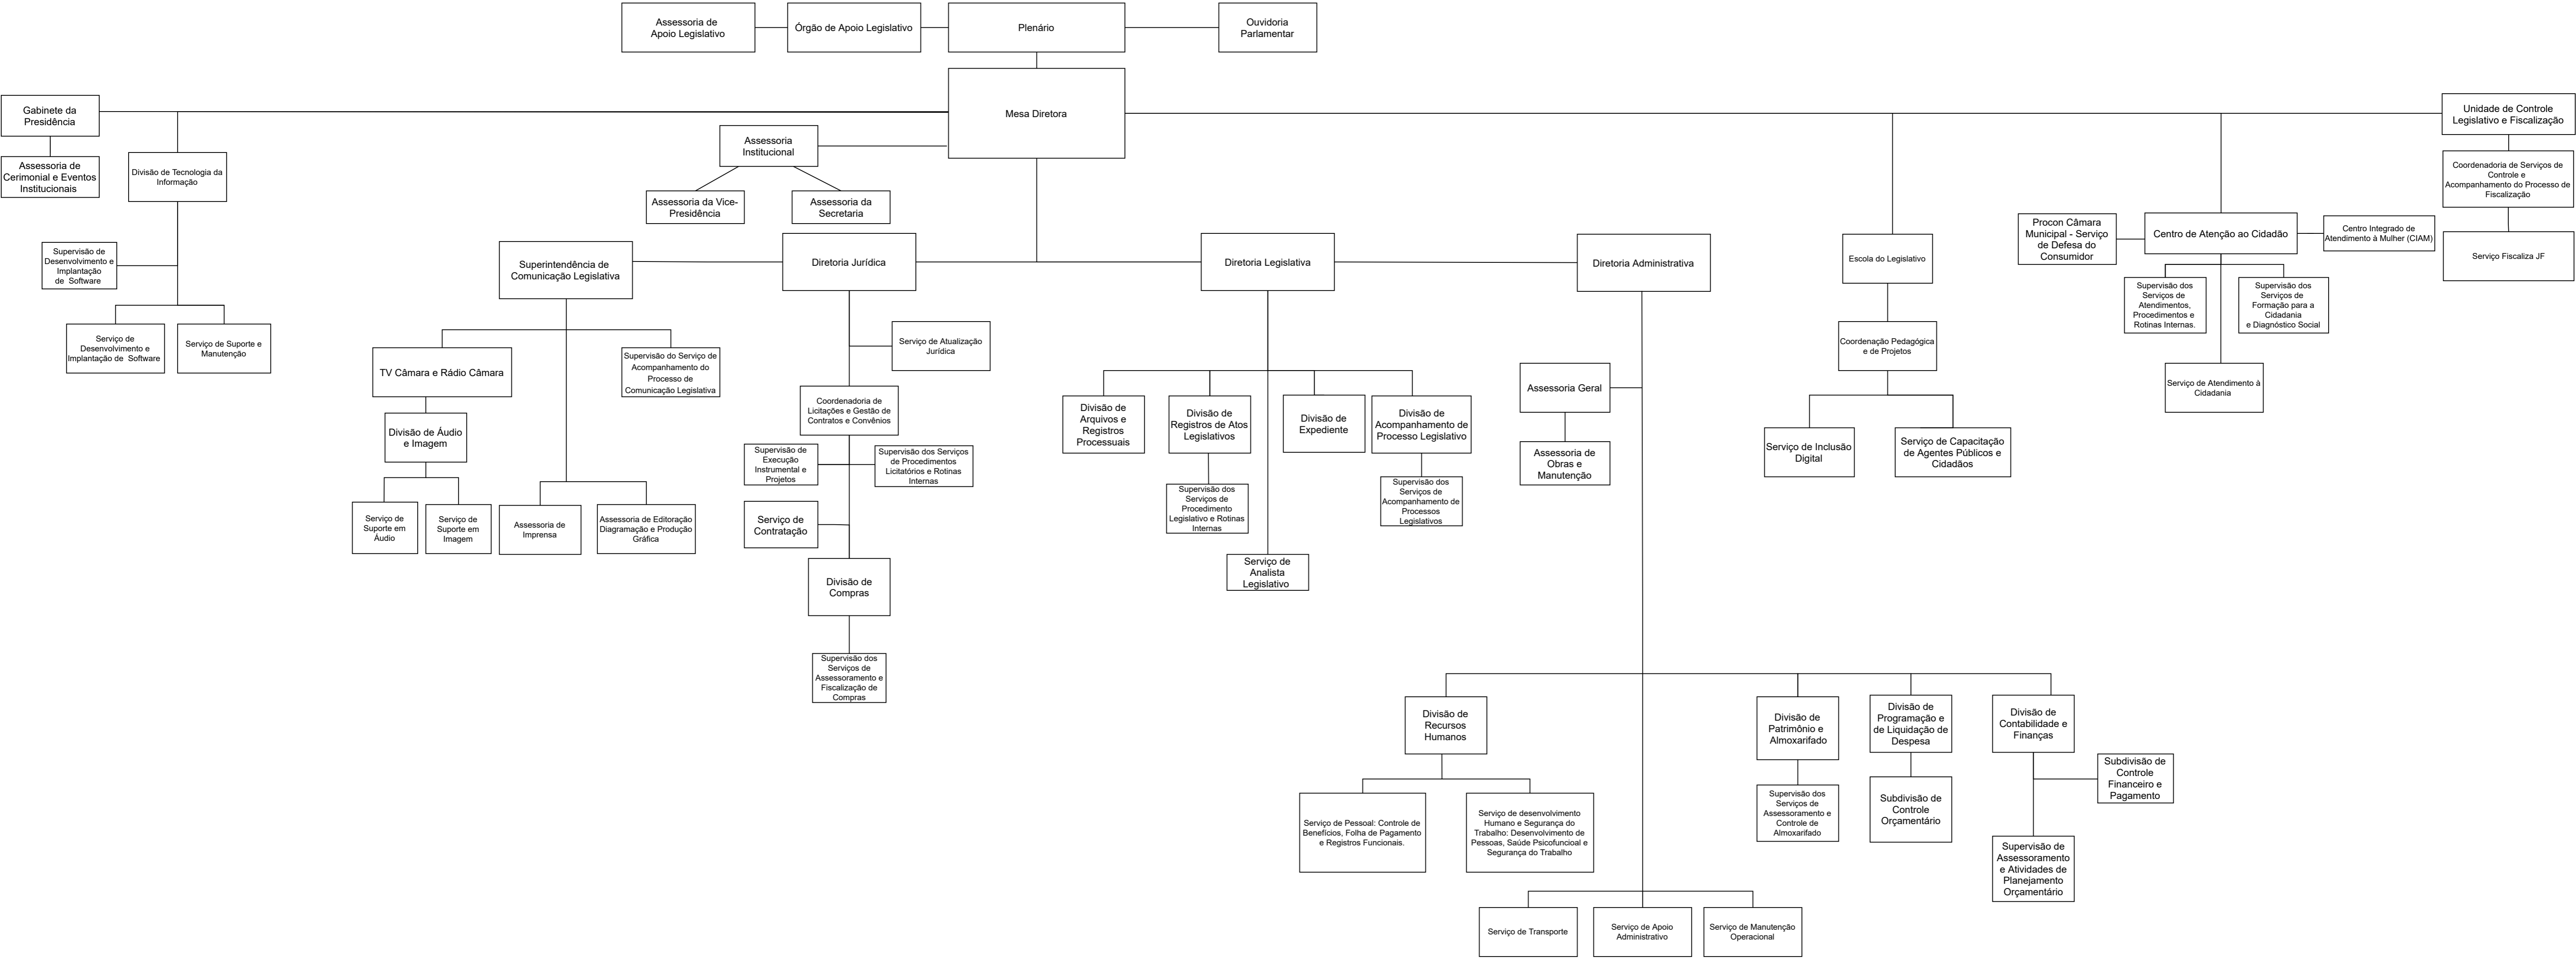 Assessoria de
Apoio Legislativo
Órgão de Apoio Legislativo
Plenário
Ouvidoria
Parlamentar
Gabinete da
Presidência
Mesa Diretora
Unidade de Controle
Legislativo e Fiscalização
Assessoria
Institucional
Assessoria de
Cerimonial e Eventos
Institucionais
Divisão de Tecnologia da
Informação
Coordenadoria de Serviços de
Controle e
Acompanhamento do Processo de
Fiscalização
Assessoria da Vice-
Presidência
Assessoria da
Secretaria
Procon Câmara
Municipal - Serviço
de Defesa do
Consumidor
Centro de Atenção ao Cidadão
Centro Integrado de
Atendimento à Mulher (CIAM)
Supervisão de
Desenvolvimento e
Implantação
de  Software
Superintendência de
Comunicação Legislativa
Diretoria Jurídica
Diretoria Legislativa
Diretoria Administrativa
Escola do Legislativo
Serviço Fiscaliza JF
Supervisão dos
Serviços de
Atendimentos,
Procedimentos e
Rotinas Internas.
Supervisão dos
Serviços de
Formação para a
Cidadania
e Diagnóstico Social
Serviço de
Desenvolvimento e
Implantação de  Software
Serviço de Suporte e
Manutenção
Serviço de Atualização
Jurídica
Coordenação Pedagógica
e de Projetos
TV Câmara e Rádio Câmara
Supervisão do Serviço de
Acompanhamento do
Processo de
Comunicação Legislativa
Assessoria Geral
Serviço de Atendimento à
Cidadania
Coordenadoria de
Licitações e Gestão de
Contratos e Convênios
Divisão de
Arquivos e
Registros
Processuais
Divisão de
Registros de Atos
Legislativos
Divisão de
Expediente
Divisão de
Acompanhamento de
Processo Legislativo
Divisão de Áudio
e Imagem
Supervisão de
Execução
Instrumental e
Projetos
Supervisão dos Serviços
de Procedimentos
Licitatórios e Rotinas
Internas
Assessoria de
Obras e
Manutenção
Serviço de Inclusão
Digital
Serviço de Capacitação
de Agentes Públicos e
Cidadãos
Supervisão dos
Serviços de
Procedimento
Legislativo e Rotinas
Internas
Supervisão dos
Serviços de
Acompanhamento de
Processos
Legislativos
Serviço de
Suporte em
Áudio
Serviço de
Suporte em
Imagem
Assessoria de
Imprensa
Assessoria de Editoração
Diagramação e Produção
Gráfica
Serviço de
Contratação
Serviço de
Analista
Legislativo
Divisão de
Compras
Supervisão dos
Serviços de
Assessoramento e
Fiscalização de
Compras
Divisão de
Recursos
Humanos
Divisão de
Patrimônio e
Almoxarifado
Divisão de
Programação e
de Liquidação de
Despesa
Divisão de
Contabilidade e
Finanças
Subdivisão de
Controle
Financeiro e
Pagamento
Serviço de Pessoal: Controle de
Benefícios, Folha de Pagamento
e Registros Funcionais.
Serviço de desenvolvimento
Humano e Segurança do
Trabalho: Desenvolvimento de
Pessoas, Saúde Psicofuncioal e
Segurança do Trabalho
Supervisão dos
Serviços de
Assessoramento e
Controle de
Almoxarifado
Subdivisão de
Controle
Orçamentário
Supervisão de
Assessoramento
e Atividades de
Planejamento
Orçamentário
Serviço de Transporte
Serviço de Apoio
Administrativo
Serviço de Manutenção
Operacional